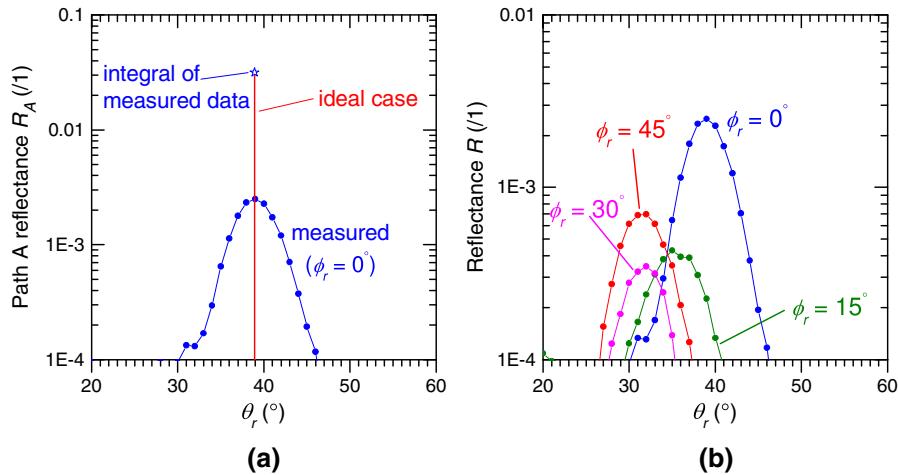 0.1
0.01
1E-3
1E-4
Path A reflectance R_A (/1)
integral of
measured data
ideal case
measured
(ϕ_r = 0°)
20 30 40 50 60
θ_r (°)
(a)
0.01
1E-3
1E-4
Reflectance R (/1)
ϕ_r = 45°
ϕ_r = 0°
ϕ_r = 30°
ϕ_r = 15°
20 30 40 50 60
θ_r (°)
(b)